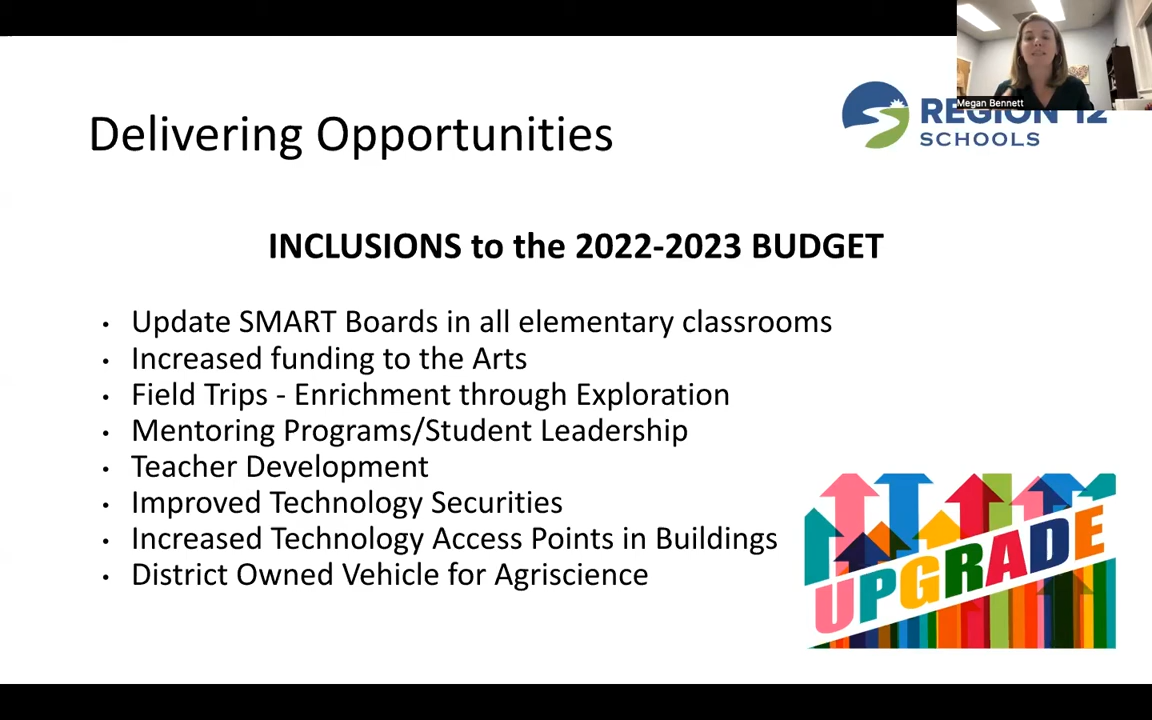 Megan Bennett
REGION 12
SCHOOLS
Delivering Opportunities
INCLUSIONS to the 2022-2023 BUDGET
• Update SMART Boards in all elementary classrooms
• Increased funding to the Arts
• Field Trips - Enrichment through Exploration
• Mentoring Programs/Student Leadership
• Teacher Development
• Improved Technology Securities
• Increased Technology Access Points in Buildings
• District Owned Vehicle for Agriscience
UPGRADE